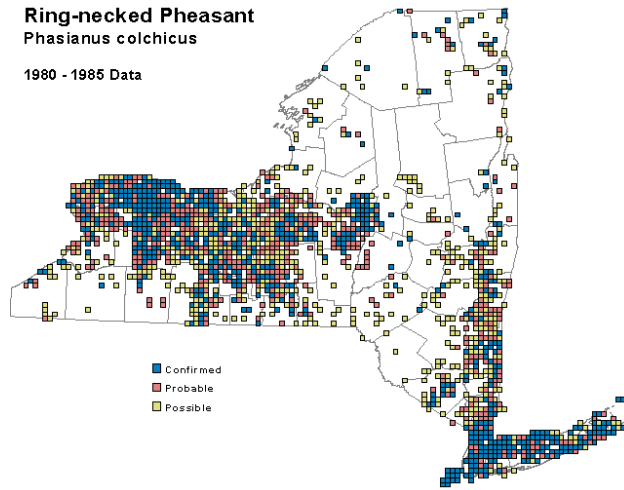 Ring-necked Pheasant
Phasianus colchicus
1980 - 1985 Data
Confirmed
Probable
Possible